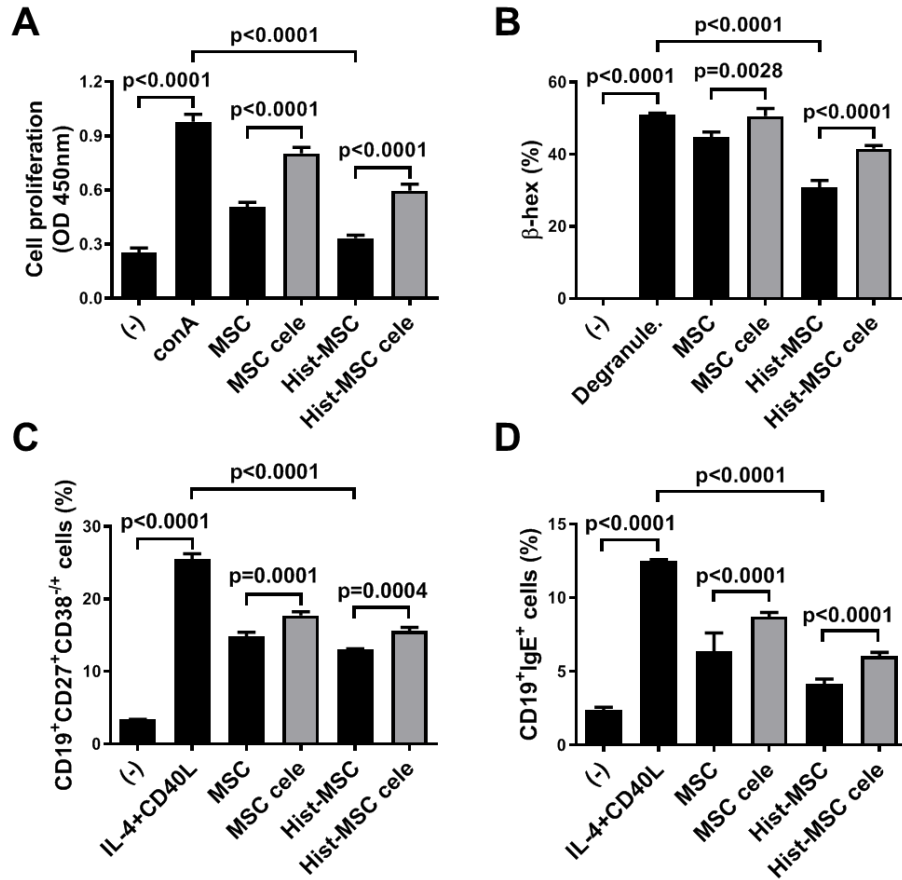 A
p<0.0001
p<0.0001
p<0.0001
p<0.0001
Cell proliferation
(OD 450nm)
1.2
0.9
0.6
0.3
0.0
(-)
conA
MSC
MSC cele
Hist-MSC
Hist-MSC cele
B
p<0.0001
p<0.0001
p=0.0028
p<0.0001
β-hex (%)
60
40
20
0
(-)
Degranule.
MSC
MSC cele
Hist-MSC
Hist-MSC cele
C
p<0.0001
p<0.0001
p=0.0001
p=0.0004
CD19⁺CD27⁺CD38⁻/⁺ cells (%)
30
20
10
0
(-)
IL-4+CD40L
MSC
MSC cele
Hist-MSC
Hist-MSC cele
D
p<0.0001
p<0.0001
p<0.0001
p<0.0001
CD19⁺IgE⁺ cells (%)
15
10
5
0
(-)
IL-4+CD40L
MSC
MSC cele
Hist-MSC
Hist-MSC cele